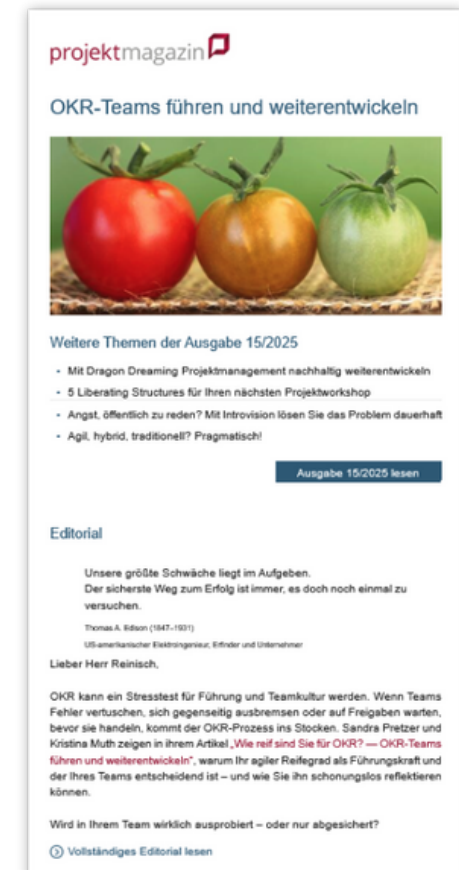 projektmagazin
OKR-Teams führen und weiterentwickeln
Weitere Themen der Ausgabe 15/2025
- Mit Dragon Dreaming Projektmanagement nachhaltig weiterentwickeln
- 5 Liberating Structures für Ihren nächsten Projektworkshop
- Angst, öffentlich zu reden? Mit Introvision lösen Sie das Problem dauerhaft
- Agil, hybrid, traditionell? Pragmatisch!
Ausgabe 15/2025 lesen
Editorial
Unsere größte Schwäche liegt im Aufgeben.
Der sicherste Weg zum Erfolg ist immer, es doch noch einmal zu
versuchen.
Thomas A. Edison (1847–1931)
US-amerikanischer Elektroingenieur, Erfinder und Unternehmer
Lieber Herr Reinisch,
OKR kann ein Stresstest für Führung und Teamkultur werden. Wenn Teams
Fehler vertuschen, sich gegenseitig ausbremsen oder auf Freigaben warten,
bevor sie handeln, kommt der OKR-Prozess ins Stocken. Sandra Pretzer und
Kristina Muth zeigen in ihrem Artikel „Wie reif sind Sie für OKR? — OKR-Teams
führen und weiterentwickeln", warum Ihr agiler Reifegrad als Führungskraft und
der Ihres Teams entscheidend ist – und wie Sie ihn schonungslos reflektieren
können.
Wird in Ihrem Team wirklich ausprobiert – oder nur abgesichert?
Vollständiges Editorial lesen